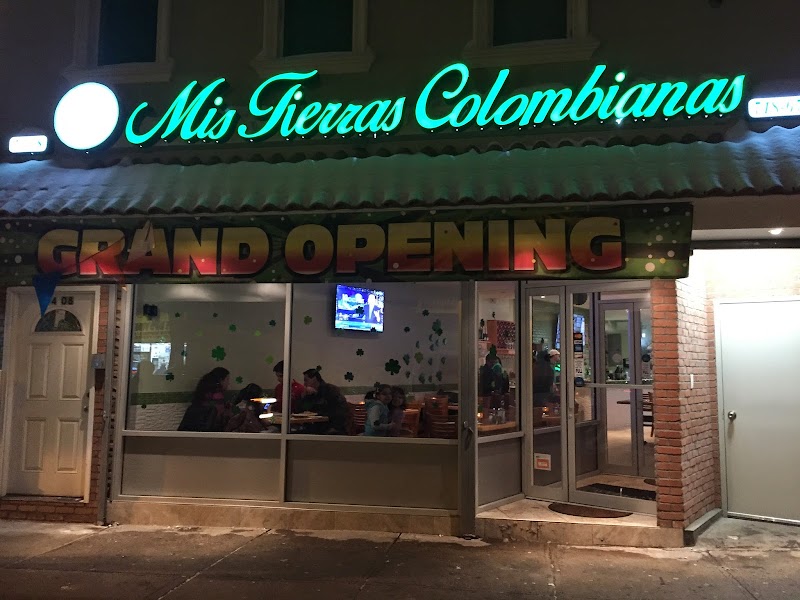 Mis Tierras Colombianas
GRAND OPENING